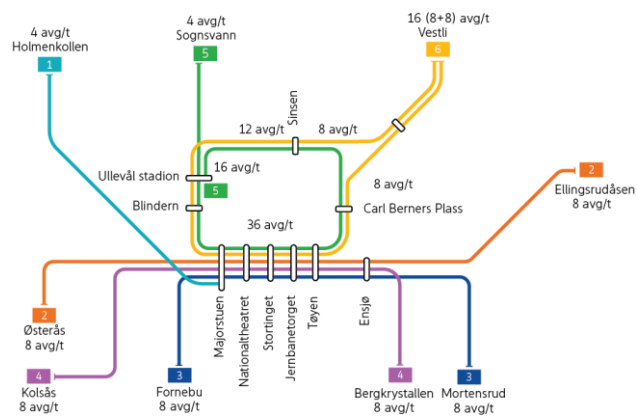 4 avg/t
Holmenkollen
1
4 avg/t
Sognsvann
5
16 (8+8) avg/t
Vestli
6
Sinsen
12 avg/t
8 avg/t
Ullevål stadion
16 avg/t
5
Blindern
8 avg/t
Carl Berners Plass
2
Ellingsrudåsen
8 avg/t
36 avg/t
Majorstuen
Nationaltheatret
Stortinget
Jernbanetorget
Tøyen
Ensjø
2
Østerås
8 avg/t
4
Kolsås
8 avg/t
3
Fornebu
8 avg/t
4
Bergkrystallen
8 avg/t
3
Mortensrud
8 avg/t